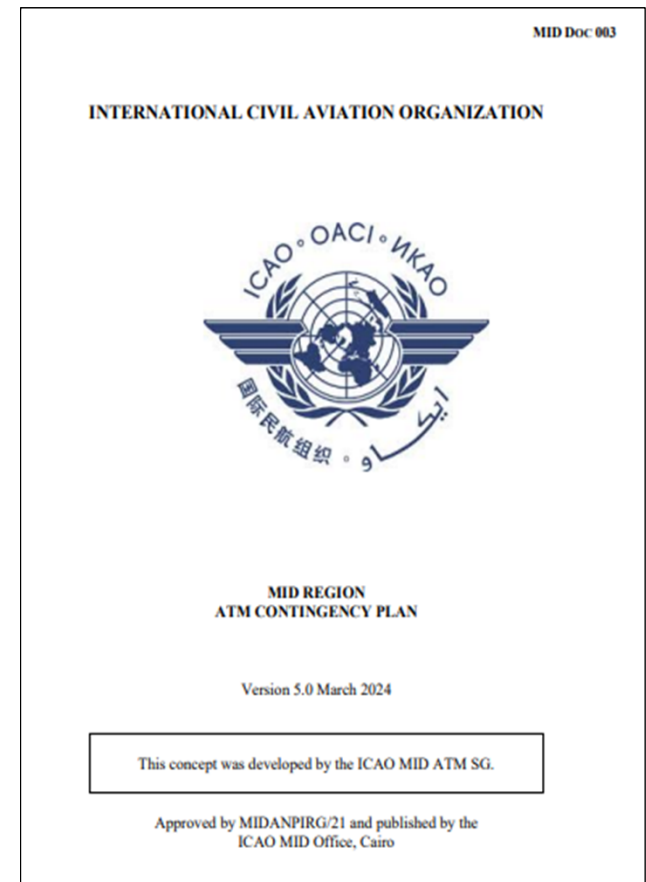 MID DOC 003
INTERNATIONAL CIVIL AVIATION ORGANIZATION
ICAO ◦ OACI ◦ ИКАО
国际民航组织 ◦ ايكاو
MID REGION
ATM CONTINGENCY PLAN
Version 5.0 March 2024
This concept was developed by the ICAO MID ATM SG.
Approved by MIDANPIRG/21 and published by the
ICAO MID Office, Cairo